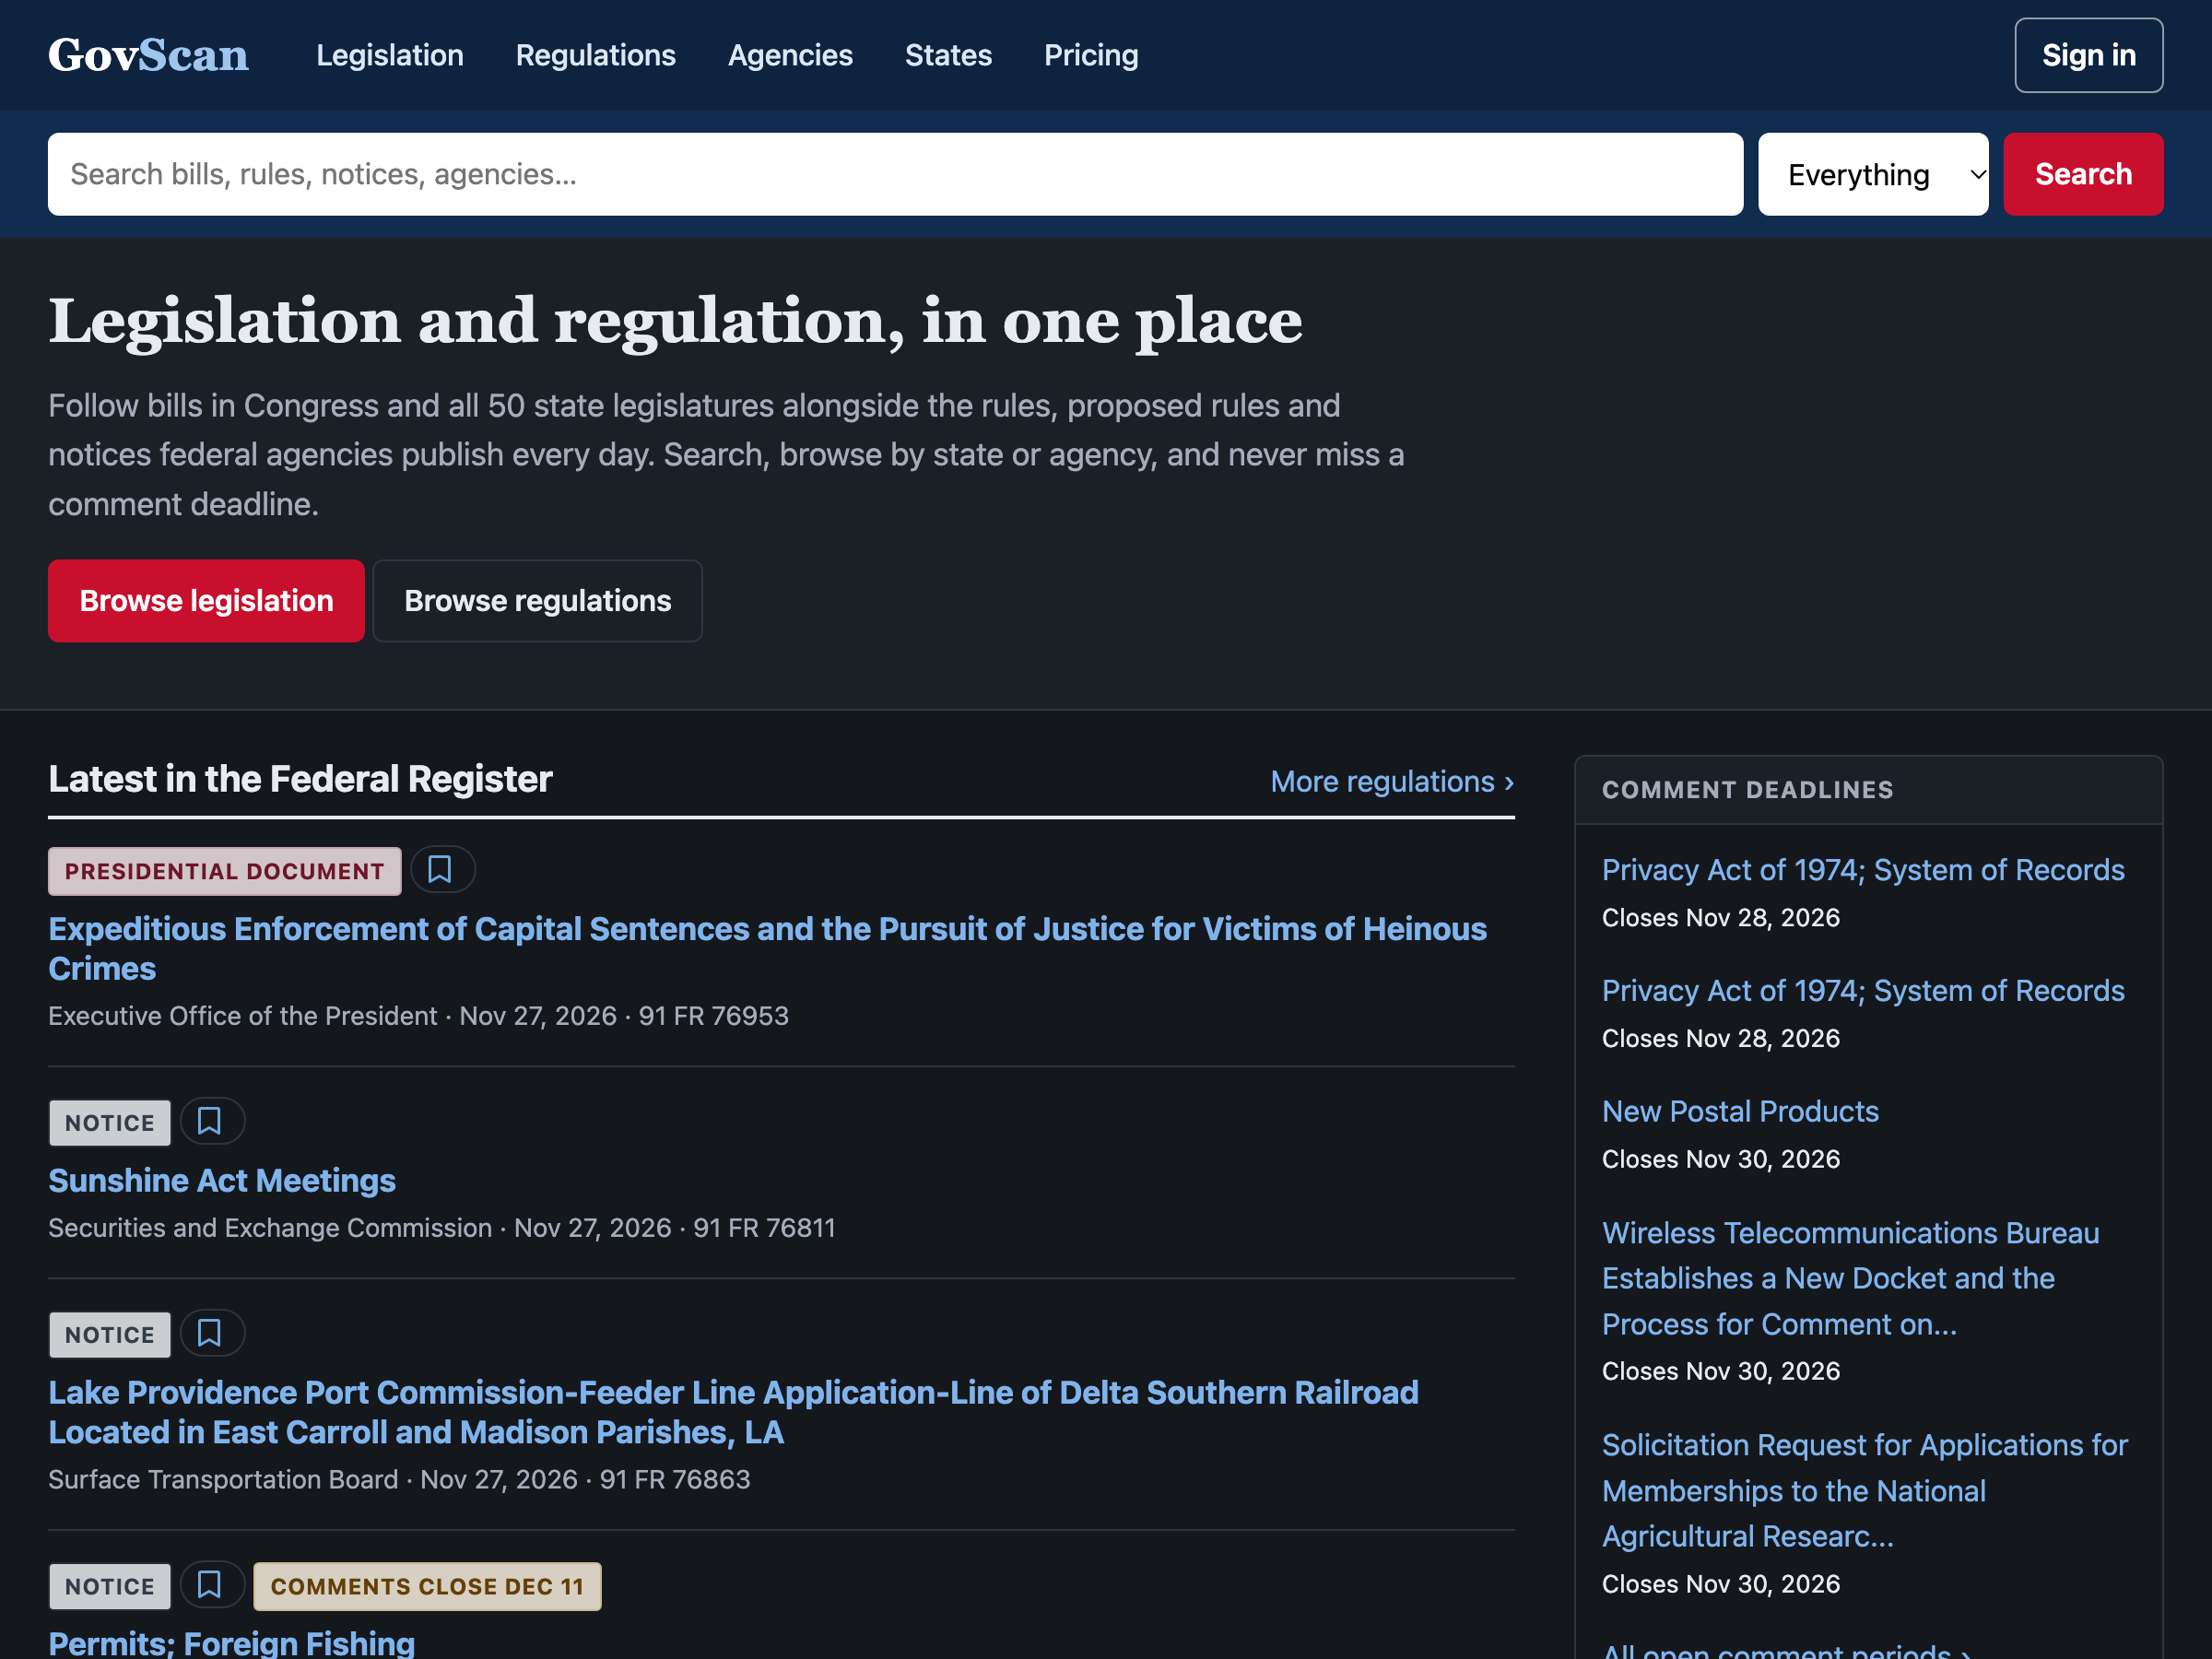 GovScan
Legislation
Regulations
Agencies
States
Pricing
Sign in
Search bills, rules, notices, agencies...
Everything
Search
Legislation and regulation, in one place
Follow bills in Congress and all 50 state legislatures alongside the rules, proposed rules and
notices federal agencies publish every day. Search, browse by state or agency, and never miss a
comment deadline.
Browse legislation
Browse regulations
Latest in the Federal Register
More regulations ›
PRESIDENTIAL DOCUMENT
Expeditious Enforcement of Capital Sentences and the Pursuit of Justice for Victims of Heinous
Crimes
Executive Office of the President · Nov 27, 2026 · 91 FR 76953
NOTICE
Sunshine Act Meetings
Securities and Exchange Commission · Nov 27, 2026 · 91 FR 76811
NOTICE
Lake Providence Port Commission-Feeder Line Application-Line of Delta Southern Railroad
Located in East Carroll and Madison Parishes, LA
Surface Transportation Board · Nov 27, 2026 · 91 FR 76863
NOTICE
COMMENTS CLOSE DEC 11
Permits; Foreign Fishing
COMMENT DEADLINES
Privacy Act of 1974; System of Records
Closes Nov 28, 2026
Privacy Act of 1974; System of Records
Closes Nov 28, 2026
New Postal Products
Closes Nov 30, 2026
Wireless Telecommunications Bureau
Establishes a New Docket and the
Process for Comment on...
Closes Nov 30, 2026
Solicitation Request for Applications for
Memberships to the National
Agricultural Researc...
Closes Nov 30, 2026
All open comment periods ›